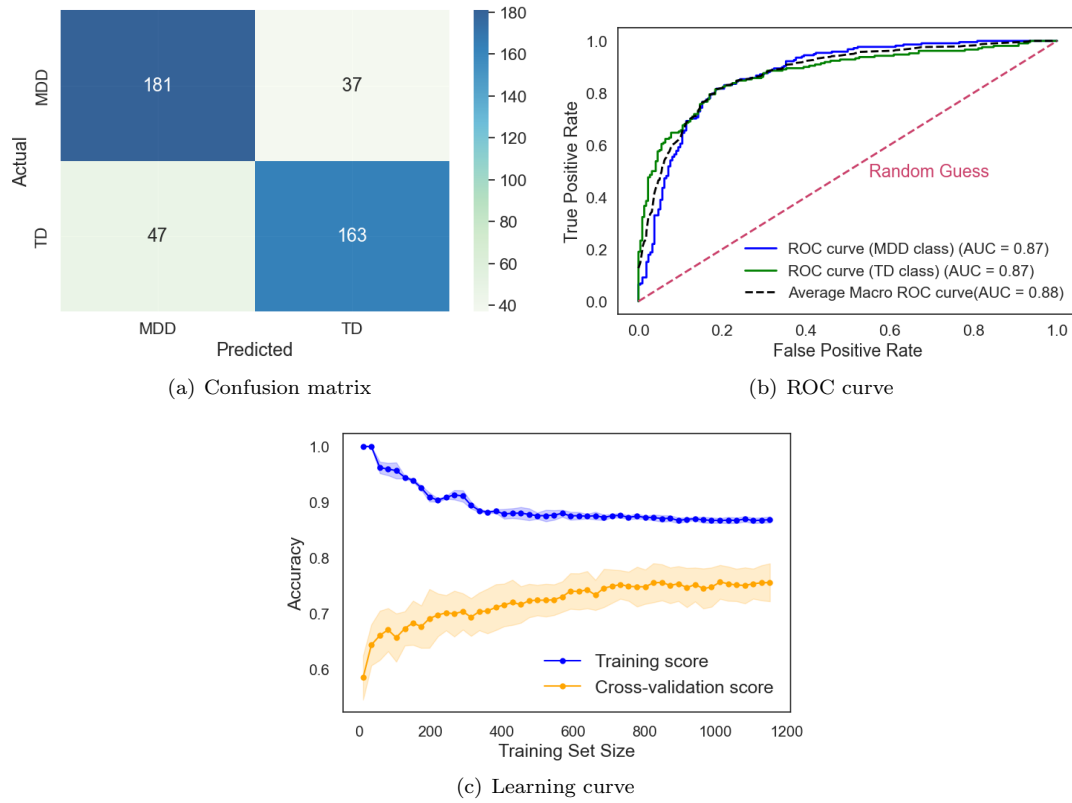 Actual
MDD
TD
181
37
47
163
MDD
TD
Predicted
180
160
140
120
100
80
60
40
(a) Confusion matrix
True Positive Rate
1.0
0.8
0.6
0.4
0.2
0.0
Random Guess
ROC curve (MDD class) (AUC = 0.87)
ROC curve (TD class) (AUC = 0.87)
Average Macro ROC curve(AUC = 0.88)
0.0 0.2 0.4 0.6 0.8 1.0
False Positive Rate
(b) ROC curve
Accuracy
1.0
0.9
0.8
0.7
0.6
Training score
Cross-validation score
0 200 400 600 800 1000 1200
Training Set Size
(c) Learning curve